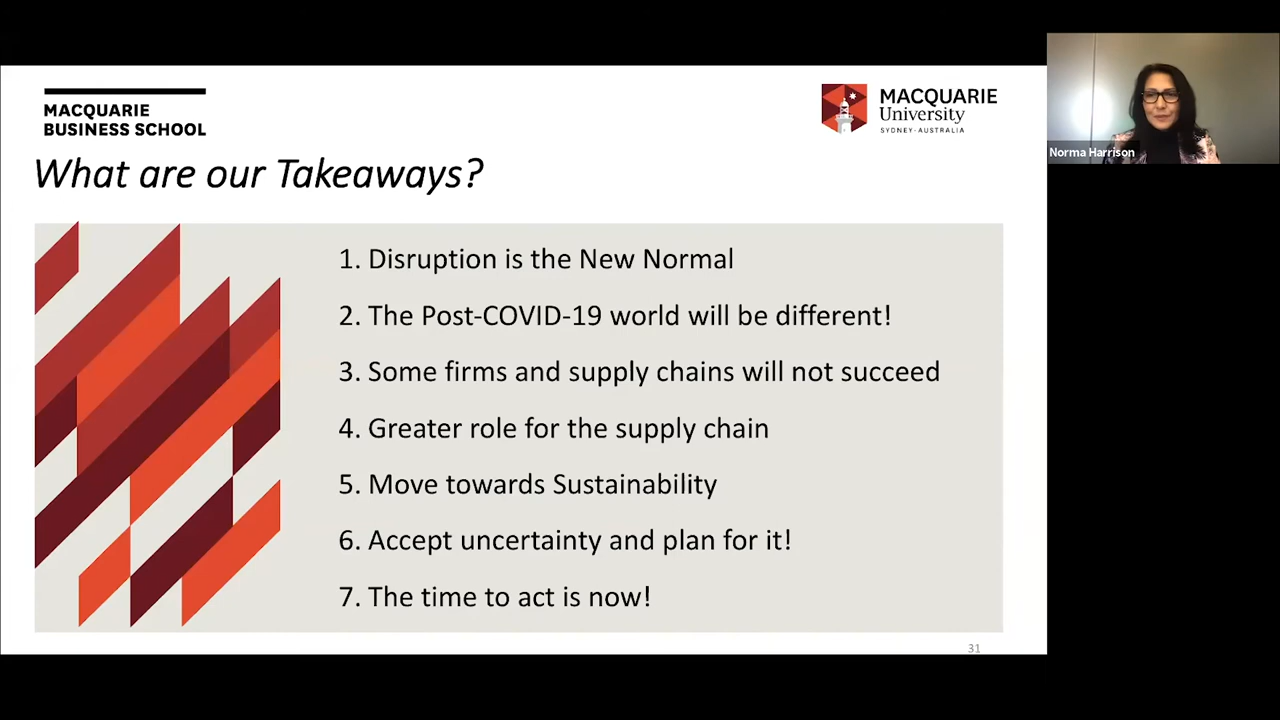 MACQUARIE
BUSINESS SCHOOL
MACQUARIE
University
SYDNEY·AUSTRALIA
What are our Takeaways?
1. Disruption is the New Normal
2. The Post-COVID-19 world will be different!
3. Some firms and supply chains will not succeed
4. Greater role for the supply chain
5. Move towards Sustainability
6. Accept uncertainty and plan for it!
7. The time to act is now!
31
Norma Harrison